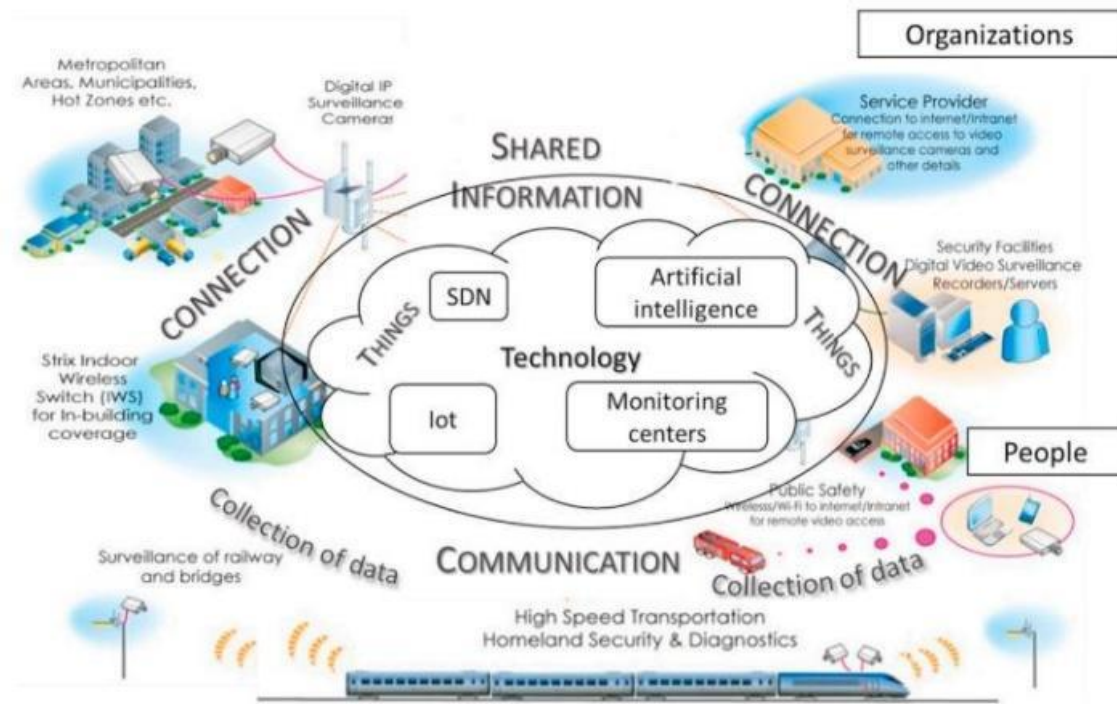 Organizations
Metropolitan
Areas, Municipalities,
Hot Zones etc.
Digital IP
Surveillance
Cameras
Service Provider
Connection to internet/Intranet
for remote access to video
surveillance cameras and
other details
SHARED
INFORMATION
CONNECTION
CONNECTION
Security Facilities
Digital Video Surveillance
Recorders/Servers
SDN
Artificial
intelligence
THINGS
THINGS
Technology
Strix Indoor
Wireless
Switch (IWS)
for In-building
coverage
Iot
Monitoring
centers
People
Public Safety
Wirelesss/Wi-Fi to internet/Intranet
for remote video access
Collection of data
COMMUNICATION
Collection of data
Surveillance of railway
and bridges
High Speed Transportation
Homeland Security & Diagnostics